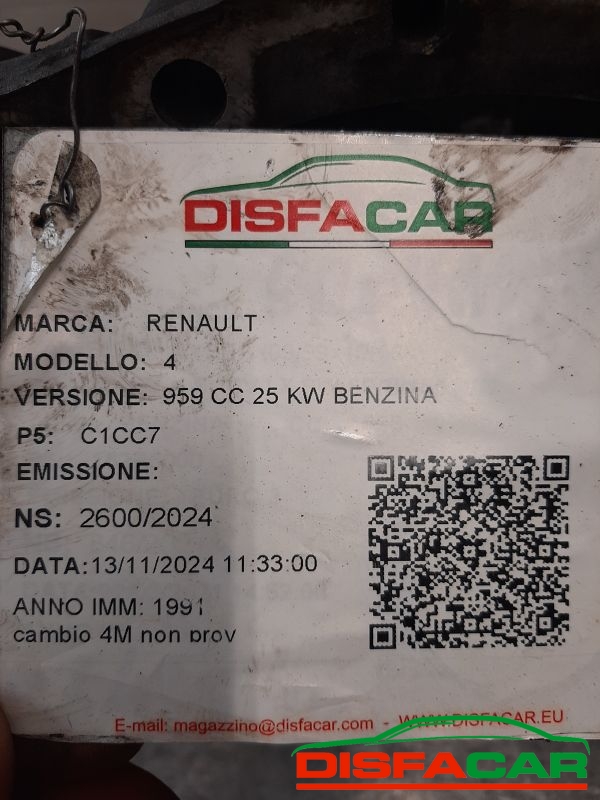 DISFACAR
MARCA: RENAULT
MODELLO: 4
VERSIONE: 959 CC 25 KW BENZINA
P5: C1CC7
EMISSIONE:
NS: 2600/2024
DATA:13/11/2024 11:33:00
ANNO IMM: 1991
cambio 4M non prov
E-mail: magazzino@disfacar.com - WWW.DISFACAR.EU
DISFACAR